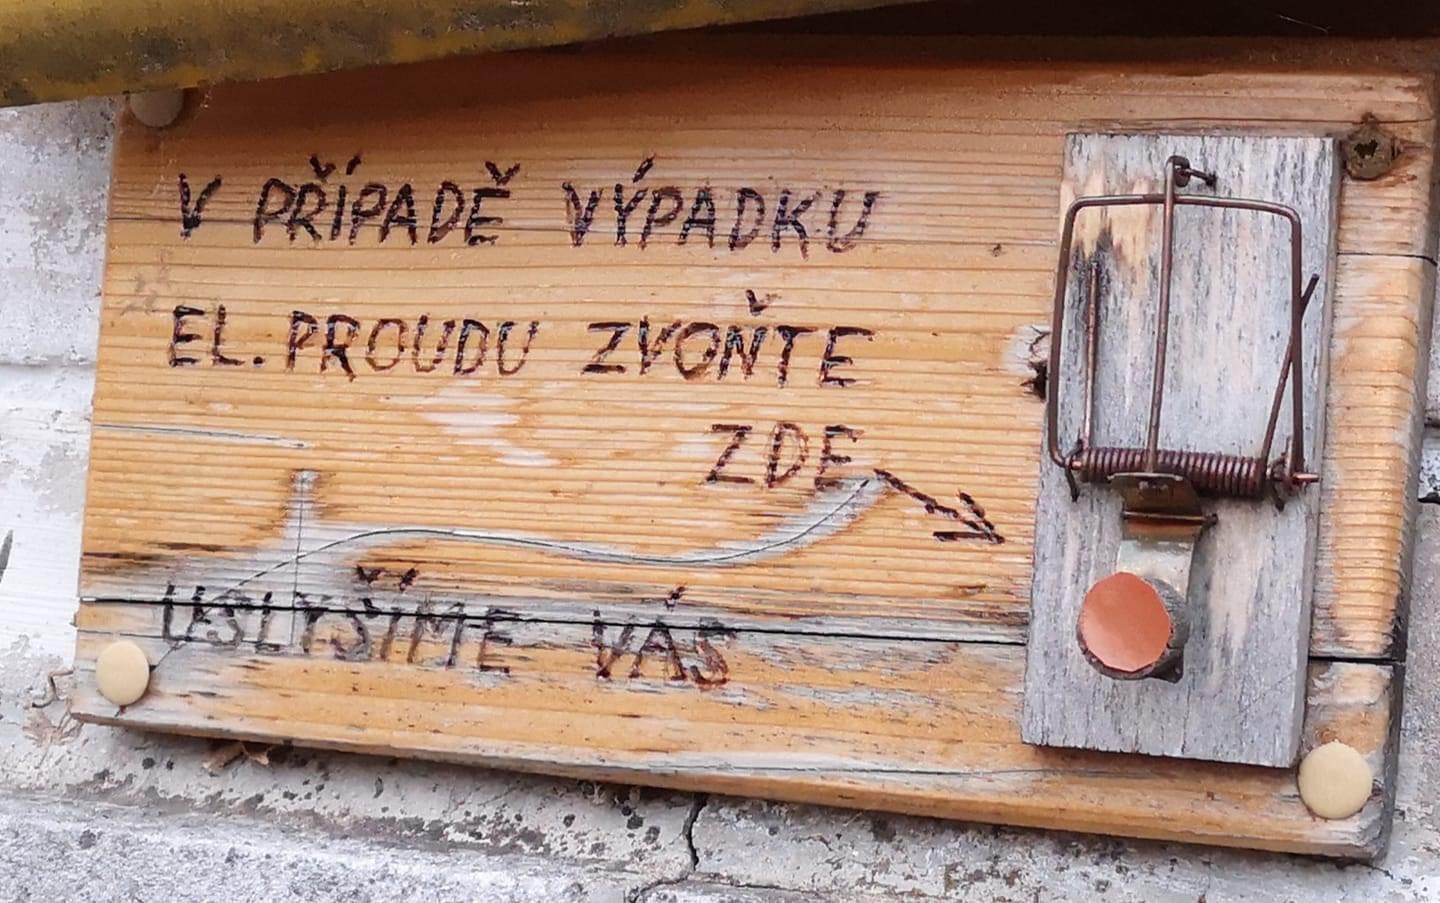 V PŘÍPADĚ VÝPADKU
EL. PROUDU ZVOŇTE
ZDE
USLYŠÍME VÁS